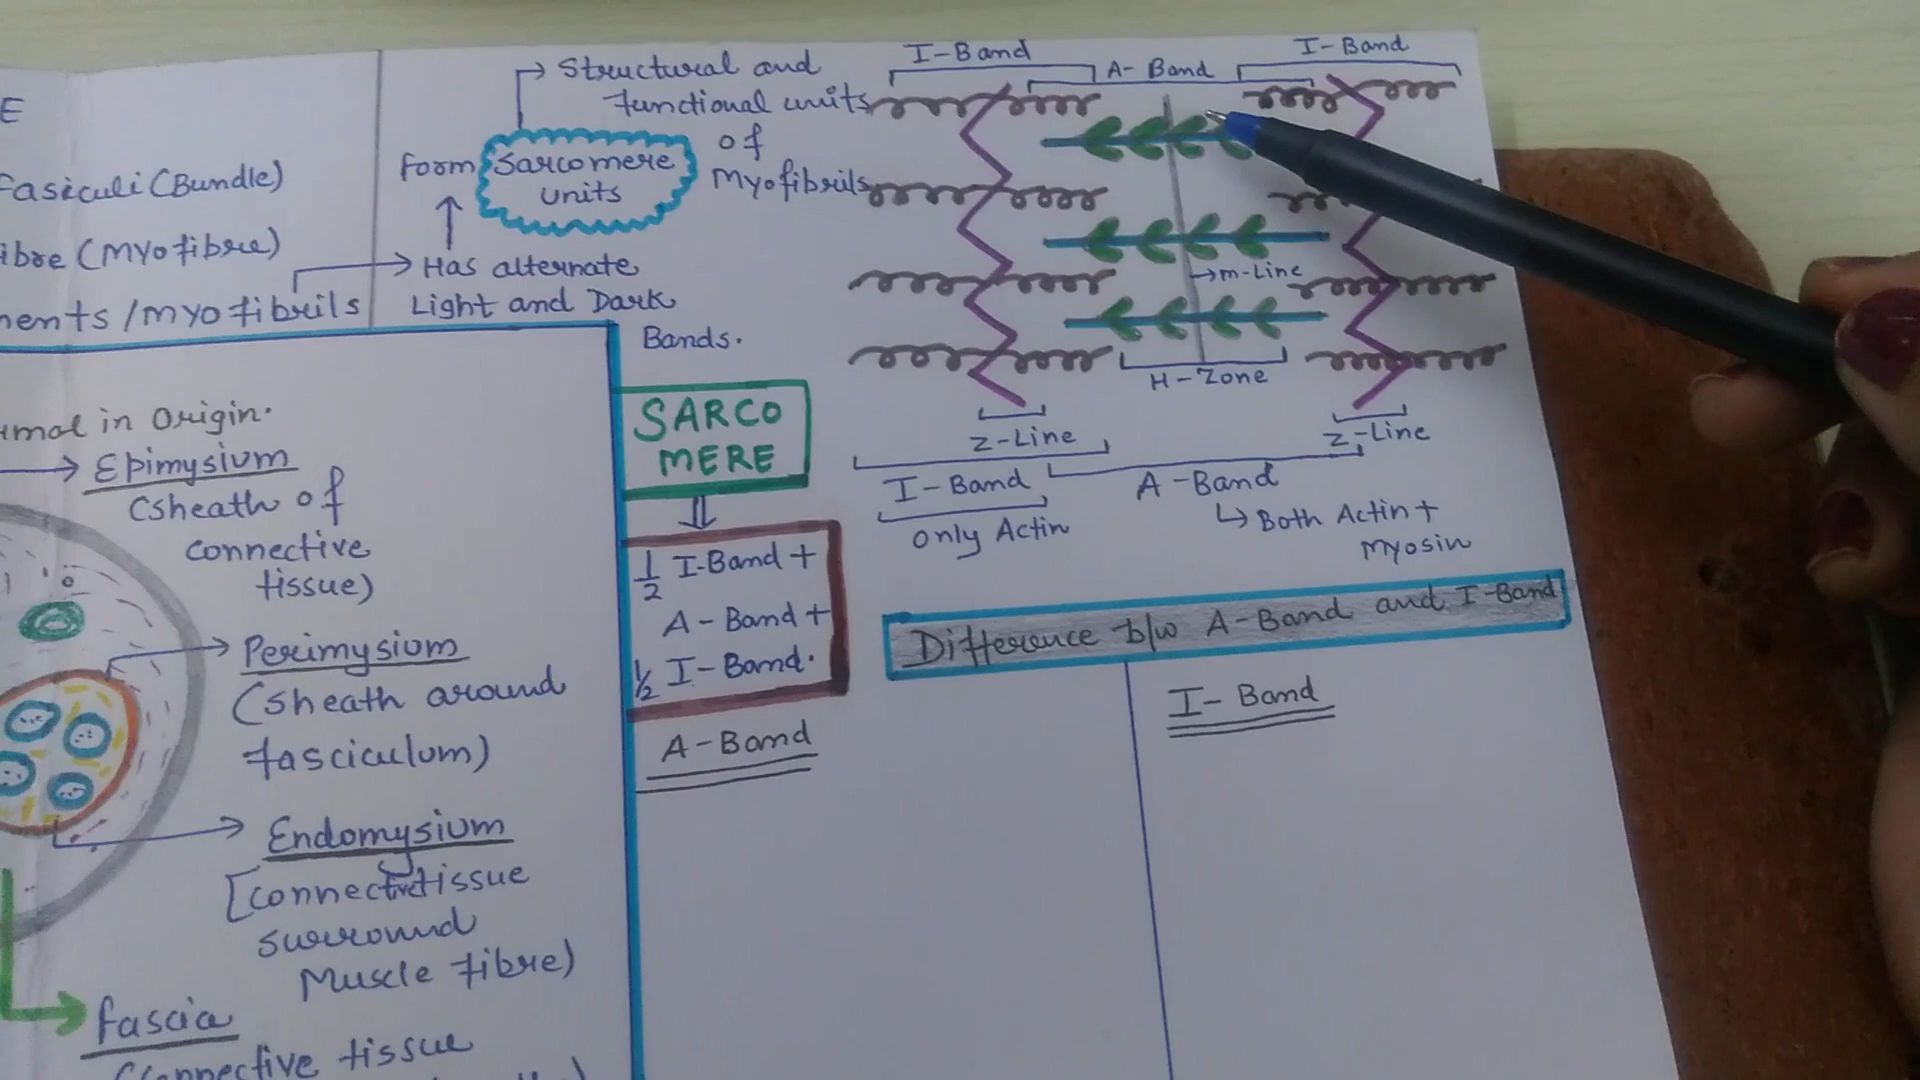 E
Fasiculi (Bundle)
ibre (Myofibre)
ments / myofibrils
Structural and
functional units
of
Myofibrils
Form
Sarcomere
units
Has alternate
Light and Dark
Bands.
I-Band
A-Band
I-Band
m-Line
H-Zone
Z-Line
Z-Line
I-Band
only Actin
A-Band
Both Actin +
Myosin
in Origin.
Epimysium
(sheath of
connective
tissue)
Perimysium
(sheath around
fasciculum)
Endomysium
[connective tissue
surround
Muscle fibre)
fascia
(connective tissue
SARCO
MERE
1/2 I-Band +
A-Band +
1/2 I-Band.
Difference b/w A-Band and I-Band
A-Band
I-Band